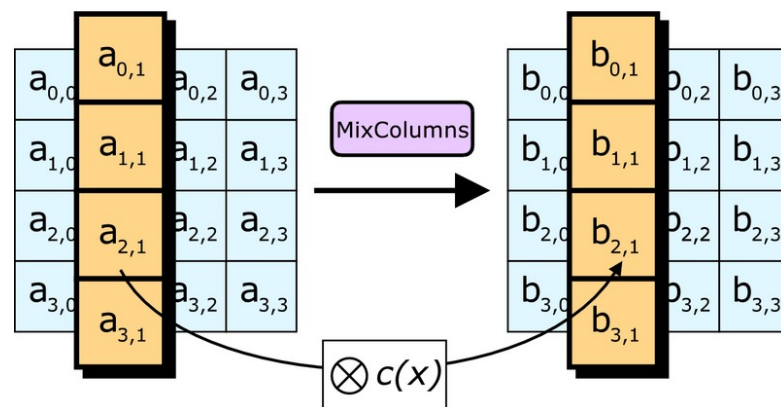 a0,0 a0,1 a0,2 a0,3
a1,0 a1,1 a1,2 a1,3
a2,0 a2,1 a2,2 a2,3
a3,0 a3,1 a3,2 a3,3
MixColumns
b0,0 b0,1 b0,2 b0,3
b1,0 b1,1 b1,2 b1,3
b2,0 b2,1 b2,2 b2,3
b3,0 b3,1 b3,2 b3,3
⊗ c(x)